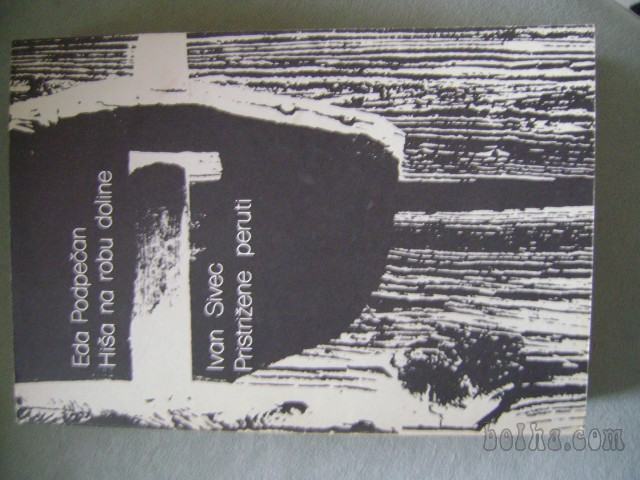 Eda Podpečan
Hiša na robu doline
Ivan Sivec
Pristrižene peruti
bolha.com